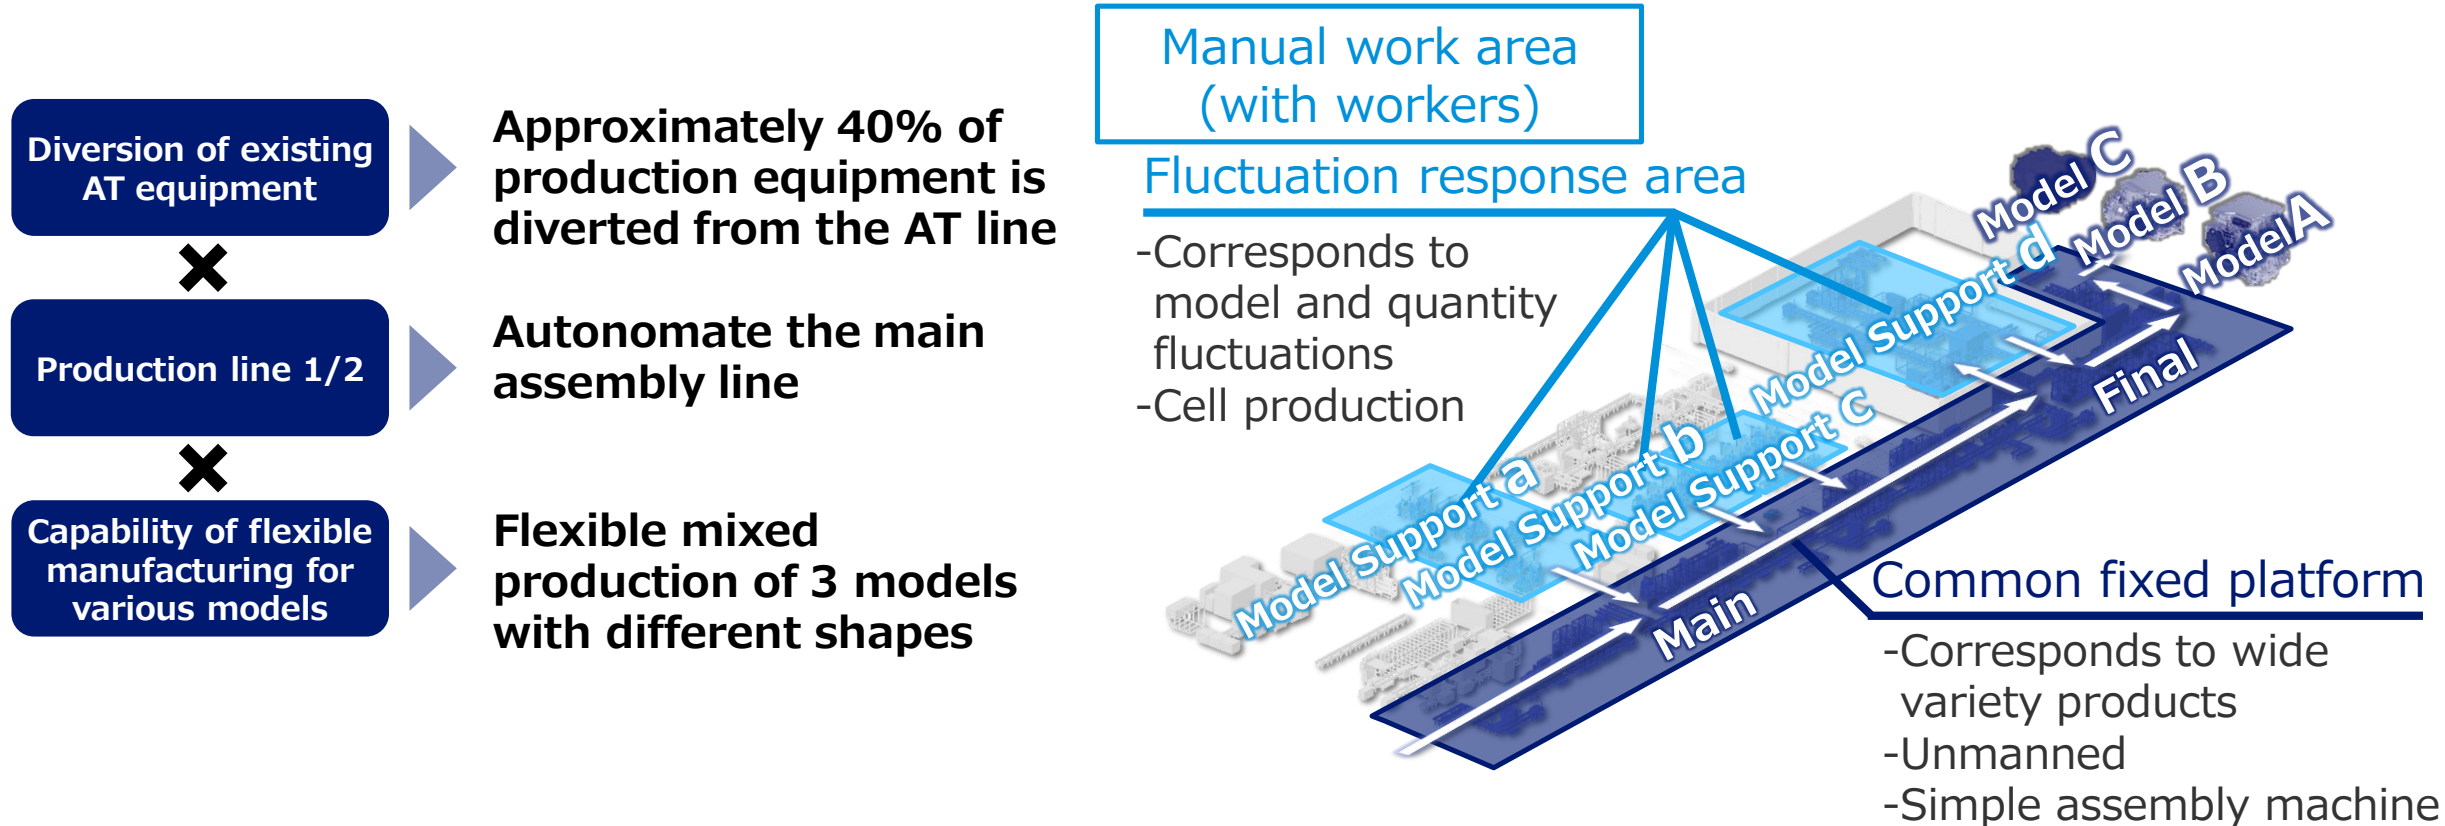 Diversion of existing
AT equipment
Approximately 40% of
production equipment is
diverted from the AT line
Production line 1/2
Autonomate the main
assembly line
Capability of flexible
manufacturing for
various models
Flexible mixed
production of 3 models
with different shapes
Manual work area
(with workers)
Fluctuation response area
-Corresponds to
model and quantity
fluctuations
-Cell production
Model C
Model B
ModelA
Model Support d
Model Support a
Model Support b
Model Support C
Final
Main
Common fixed platform
-Corresponds to wide
variety products
-Unmanned
-Simple assembly machine